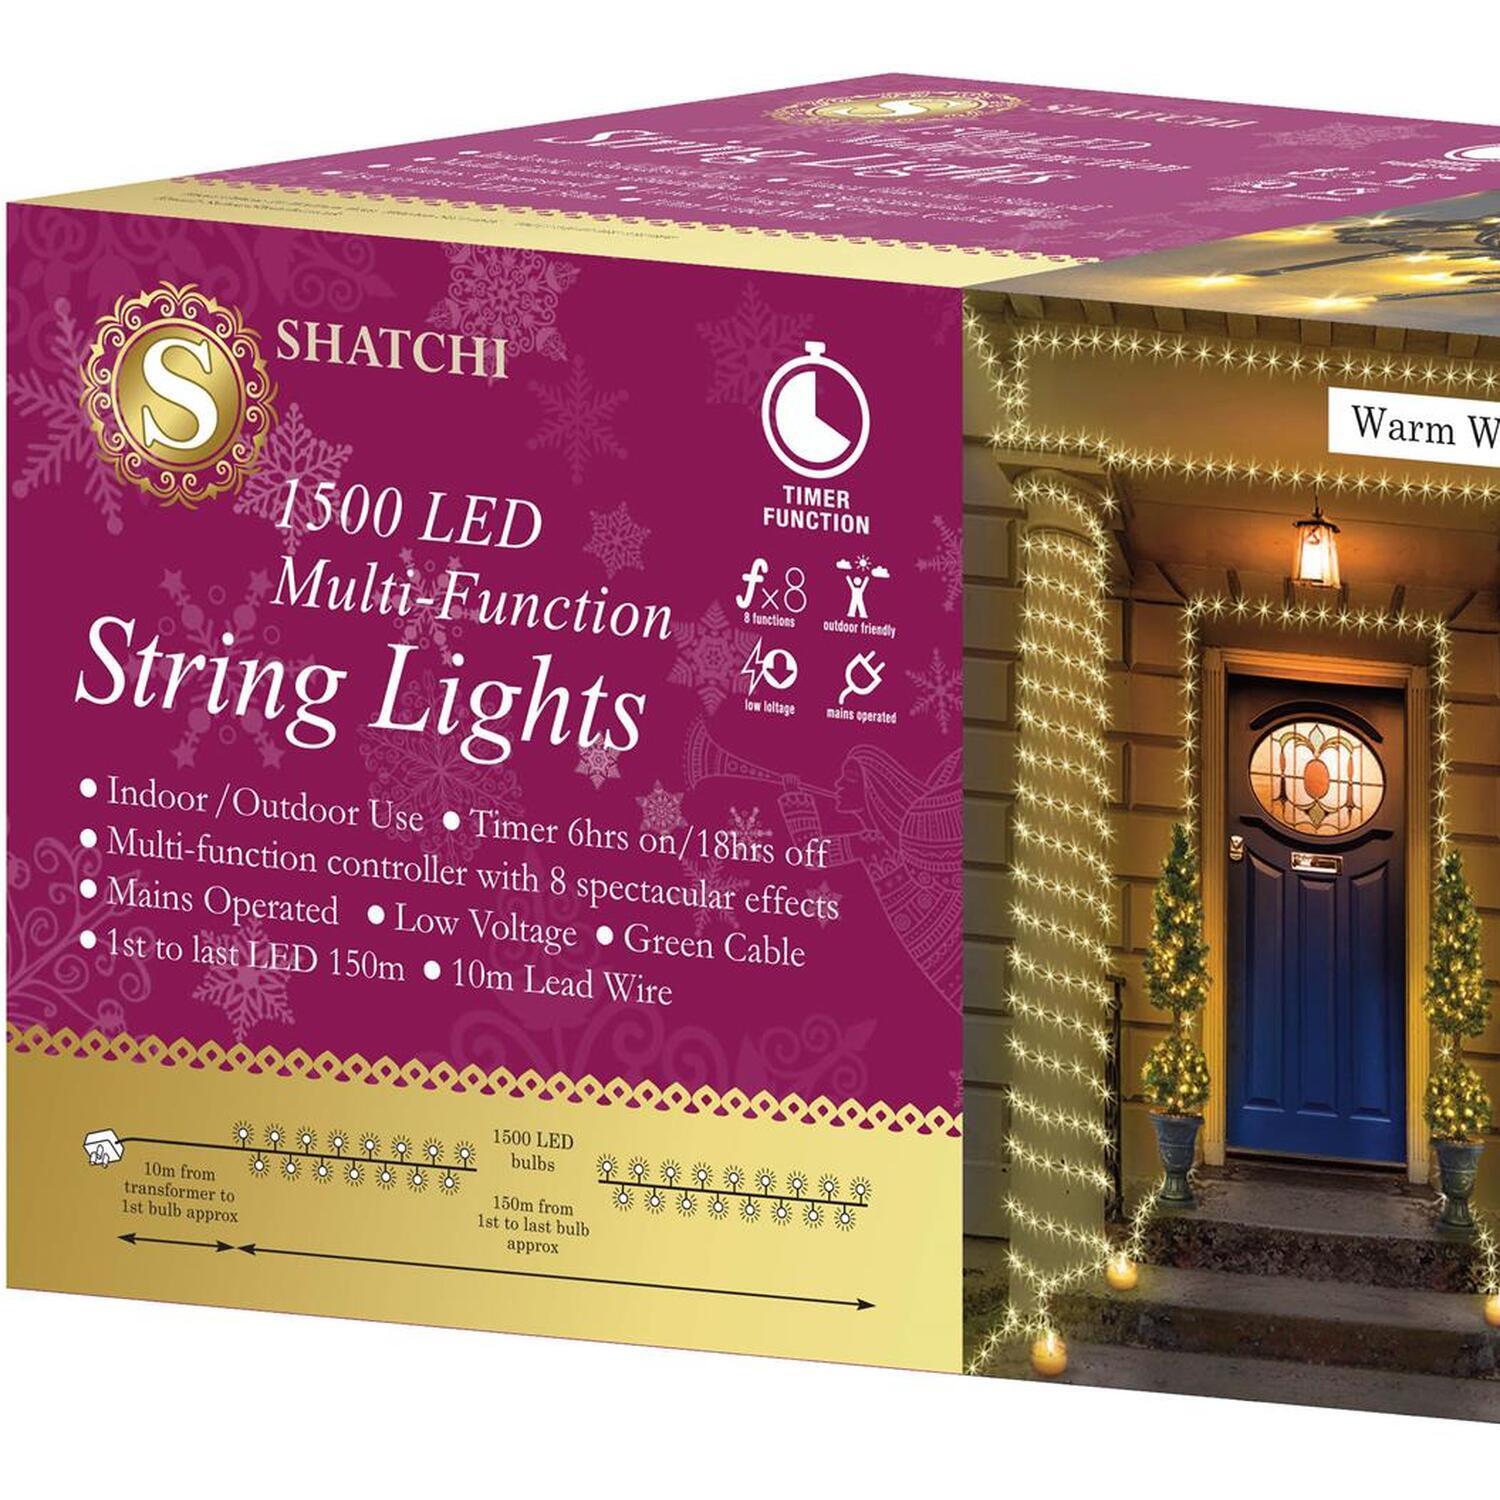 SHATCHI
String Lights
S
SHATCHI
1500 LED
Multi-Function
String Lights
TIMER
FUNCTION
fx8
8 functions
outdoor friendly
low loltage
mains operated
• Indoor /Outdoor Use • Timer 6hrs on/18hrs off
• Multi-function controller with 8 spectacular effects
• Mains Operated • Low Voltage • Green Cable
• 1st to last LED 150m • 10m Lead Wire
10m from
transformer to
1st bulb approx
1500 LED
bulbs
150m from
1st to last bulb
approx
Warm W